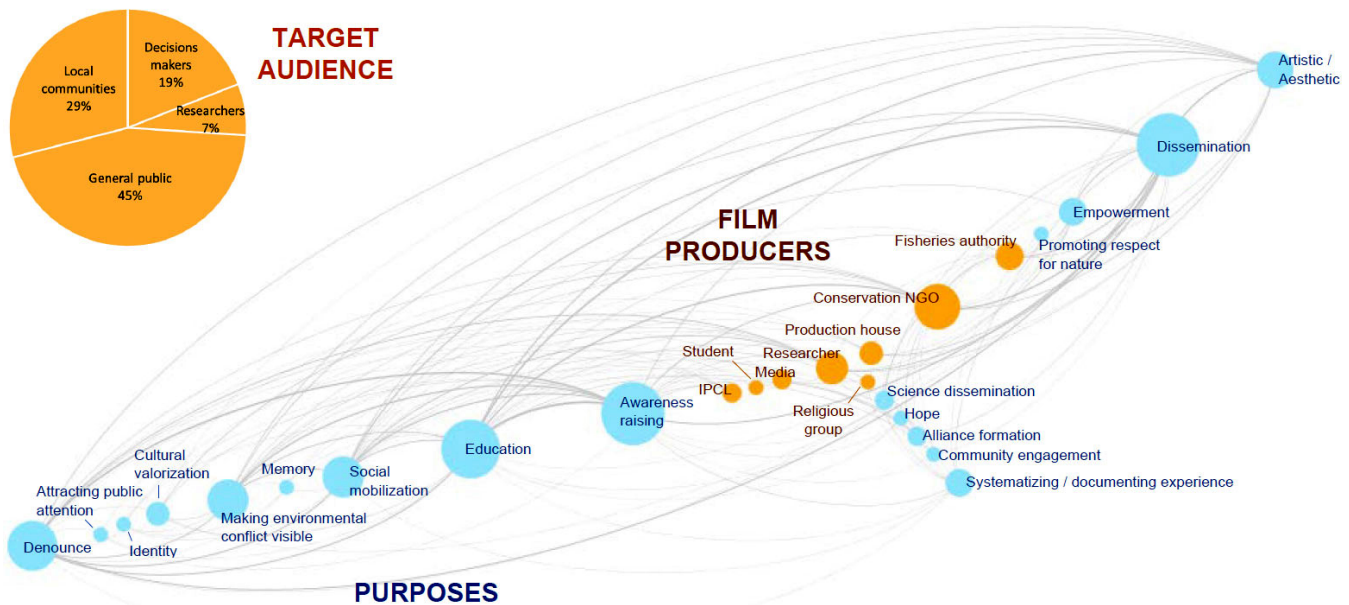 TARGET
AUDIENCE
Decisions
makers
19%
Local
communities
29%
Researchers
7%
General public
45%
Artistic /
Aesthetic
Dissemination
Empowerment
Promoting respect
for nature
FILM
PRODUCERS
Fisheries authority
Conservation NGO
Production house
Researcher
Student
Media
IPCL
Religious
group
Science dissemination
Hope
Alliance formation
Community engagement
Systematizing / documenting experience
Awareness
raising
Education
Social
mobilization
Memory
Making environmental
conflict visible
Cultural
valorization
Attracting public
attention
Identity
Denounce
PURPOSES